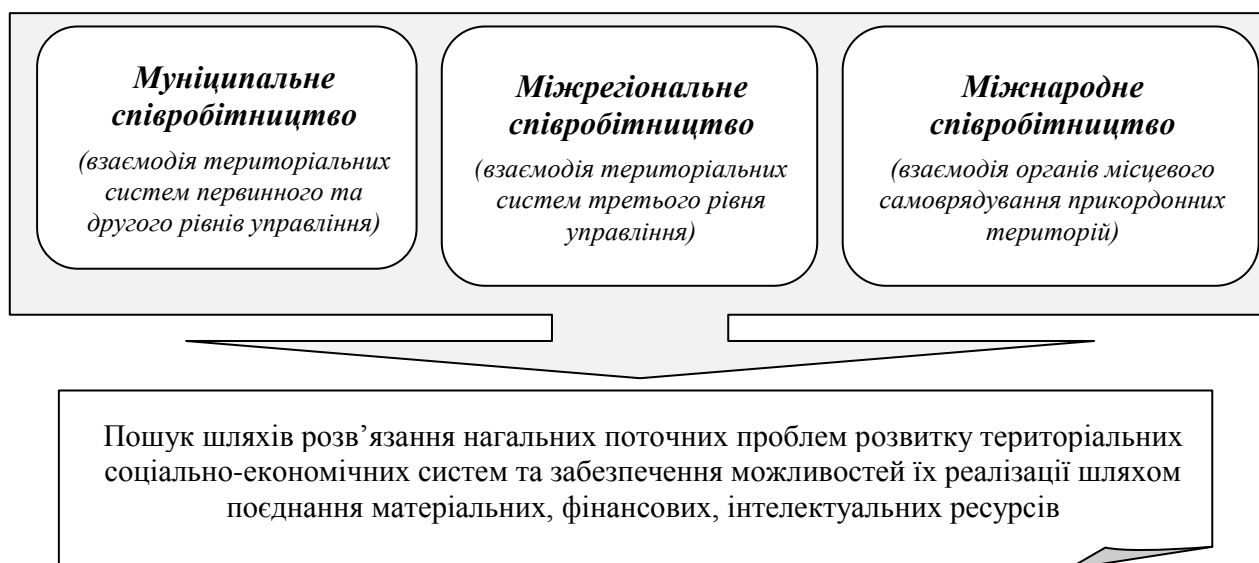 Муніципальне
співробітництво
(взаємодія територіальних
систем первинного та
другого рівнів управління)
Міжрегіональне
співробітництво
(взаємодія територіальних
систем третього рівня
управління)
Міжнародне
співробітництво
(взаємодія органів місцевого
самоврядування прикордонних
територій)
Пошук шляхів розв’язання нагальних поточних проблем розвитку територіальних
соціально-економічних систем та забезпечення можливостей їх реалізації шляхом
поєднання матеріальних, фінансових, інтелектуальних ресурсів